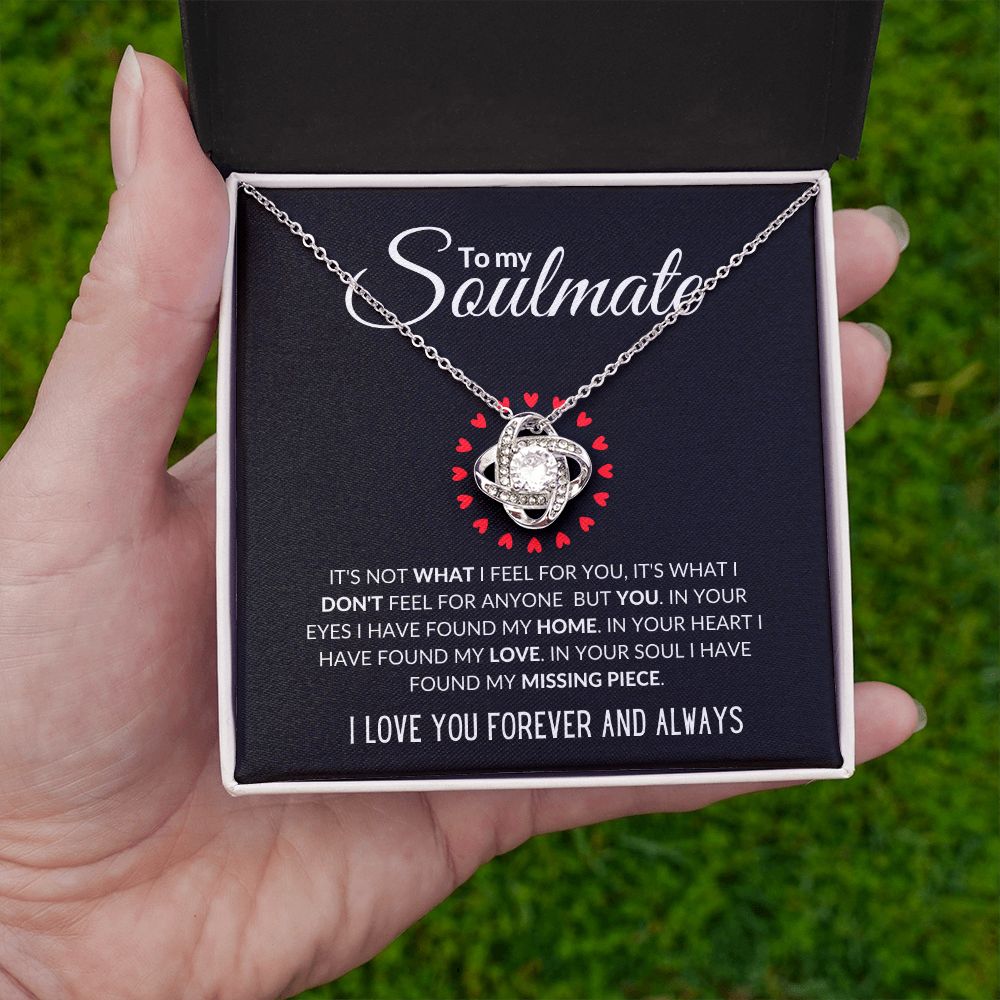 To my
Soulmate
IT'S NOT WHAT I FEEL FOR YOU, IT'S WHAT I
DON'T FEEL FOR ANYONE BUT YOU. IN YOUR
EYES I HAVE FOUND MY HOME. IN YOUR HEART I
HAVE FOUND MY LOVE. IN YOUR SOUL I HAVE
FOUND MY MISSING PIECE.
I LOVE YOU FOREVER AND ALWAYS